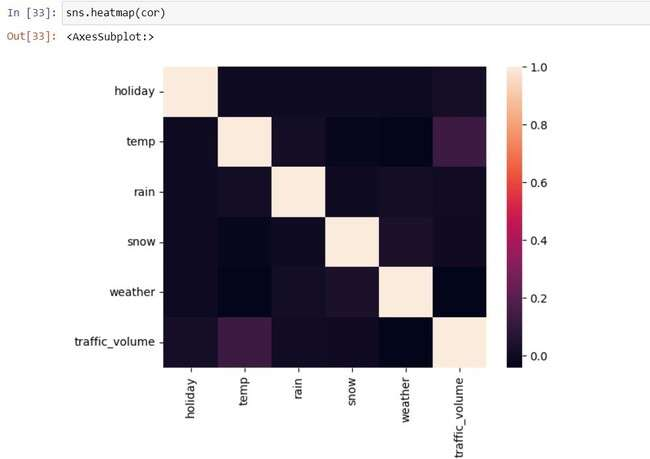 In [33]: sns.heatmap(cor)
Out[33]: <AxesSubplot:>
1.0
holiday
0.8
temp
0.6
rain
0.4
snow
0.2
weather
0.0
traffic_volume
holiday
temp
rain
snow
weather
traffic_volume